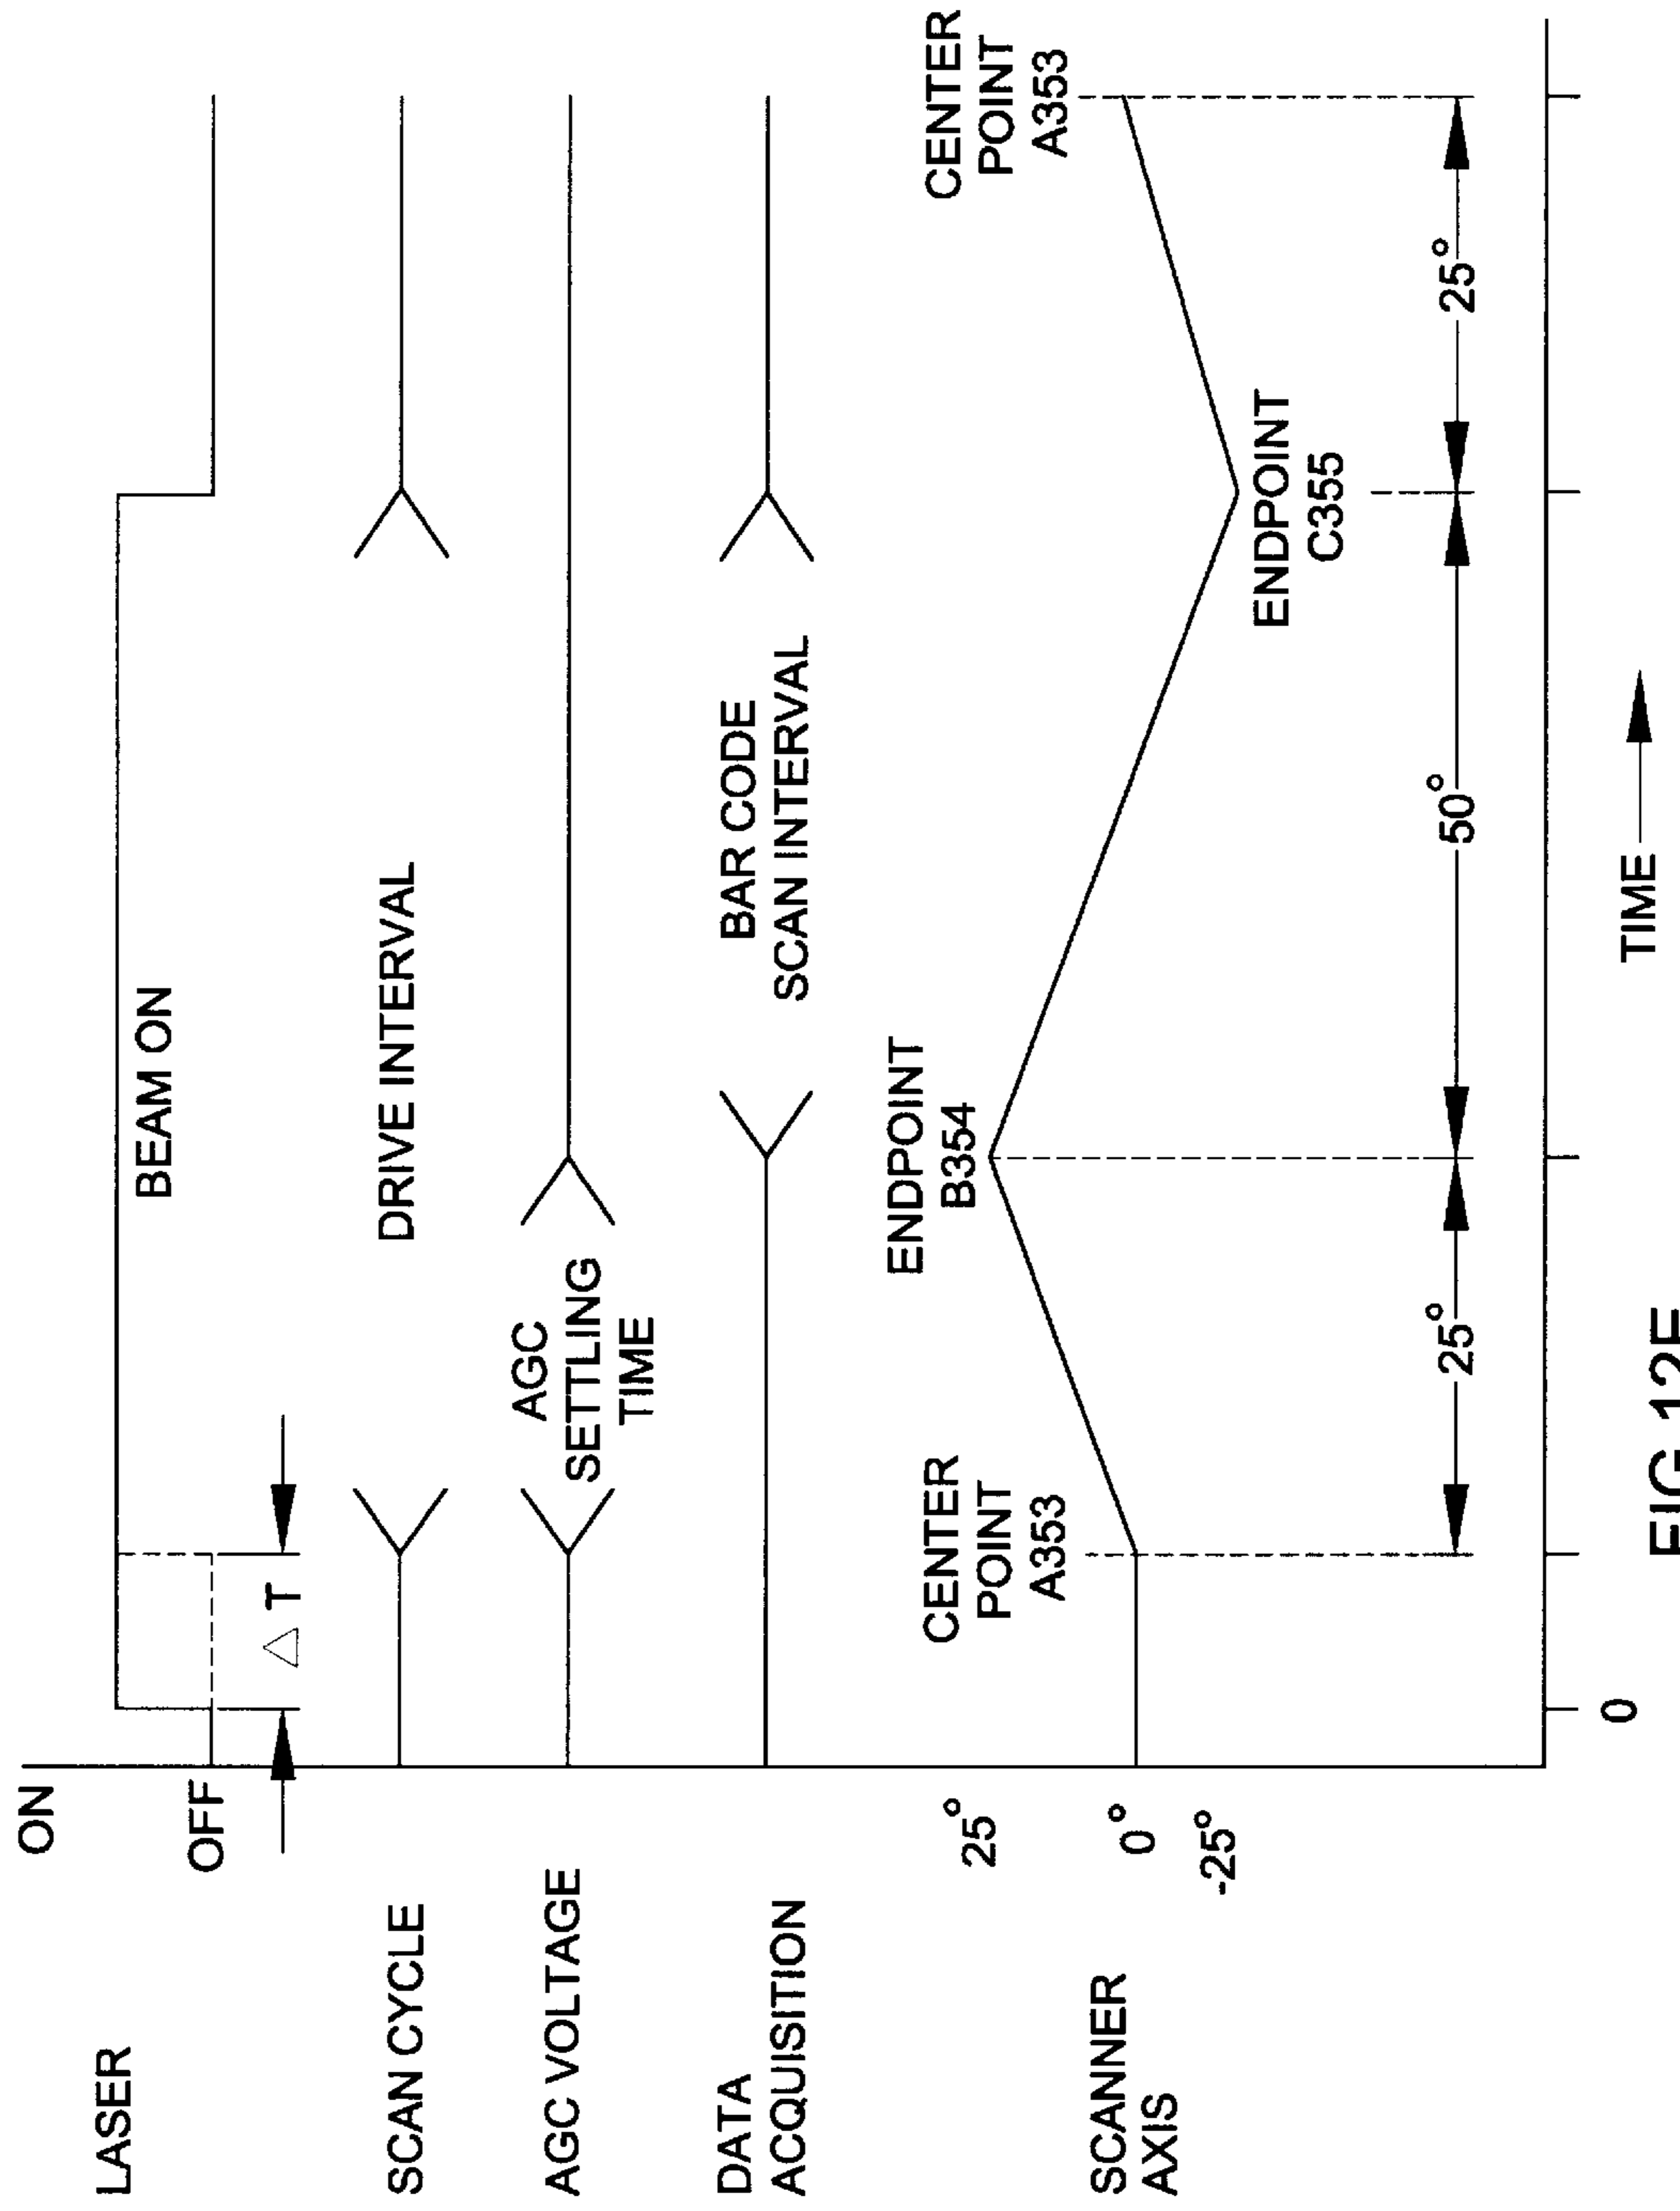 ON
LASER
OFF
BEAM ON
△ T
SCAN CYCLE
DRIVE INTERVAL
AGC VOLTAGE
AGC
SETTLING
TIME
DATA
ACQUISITION
BAR CODE
SCAN INTERVAL
SCANNER
AXIS
25°
0°
-25°
CENTER
POINT
A353
ENDPOINT
B354
ENDPOINT
C355
CENTER
POINT
A353
25°
50°
25°
0
TIME